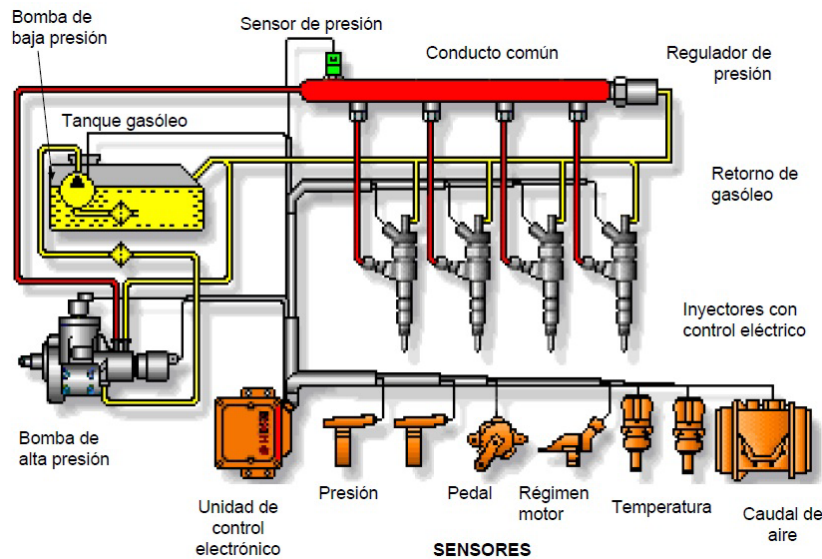 Bomba de
baja presión
Sensor de presión
Conducto común
Regulador de
presión
Tanque gasóleo
Retorno de
gasóleo
Inyectores con
control eléctrico
Bomba de
alta presión
Unidad de
control
electrónico
Presión
Pedal
Régimen
motor
Temperatura
Caudal de
aire
SENSORES